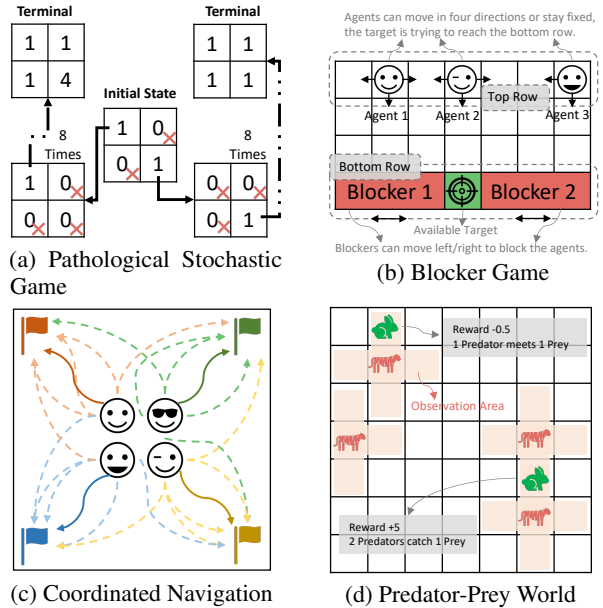 Terminal
1 1
1 4
Terminal
1 1
1 1
Initial State
1 0
0 1
8
Times
8
Times
1 0
0 0
0 0
0 1
(a) Pathological Stochastic
Game
Agents can move in four directions or stay fixed,
the target is trying to reach the bottom row.
Top Row
Agent 1
Agent 2
Agent 3
Bottom Row
Blocker 1
Blocker 2
Available Target
Blockers can move left/right to block the agents.
(b) Blocker Game
(c) Coordinated Navigation
Reward -0.5
1 Predator meets 1 Prey
Observation Area
Reward +5
2 Predators catch 1 Prey
(d) Predator-Prey World